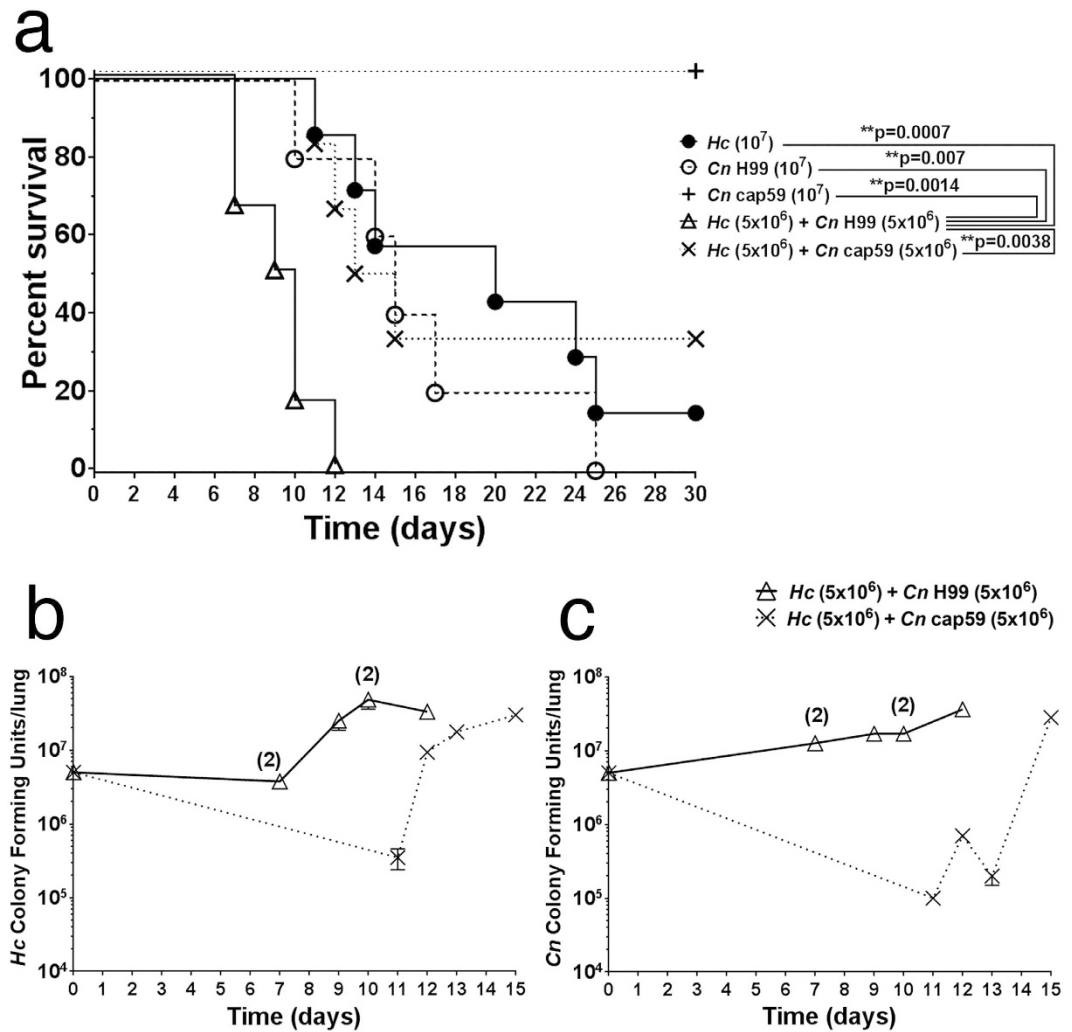 a
Percent survival
100
80
60
40
20
0
0 2 4 6 8 10 12 14 16 18 20 22 24 26 28 30
Time (days)
Hc (10⁷)
Cn H99 (10⁷)
Cn cap59 (10⁷)
Hc (5x10⁶) + Cn H99 (5x10⁶)
Hc (5x10⁶) + Cn cap59 (5x10⁶)
**p=0.0007
**p=0.007
**p=0.0014
**p=0.0038
Hc (5x10⁶) + Cn H99 (5x10⁶)
Hc (5x10⁶) + Cn cap59 (5x10⁶)
b
Hc Colony Forming Units/lung
10⁸
10⁷
10⁶
10⁵
10⁴
(2)
(2)
0 1 2 3 4 5 6 7 8 9 10 11 12 13 14 15
Time (days)
c
Cn Colony Forming Units/lung
10⁸
10⁷
10⁶
10⁵
10⁴
(2)
(2)
0 1 2 3 4 5 6 7 8 9 10 11 12 13 14 15
Time (days)